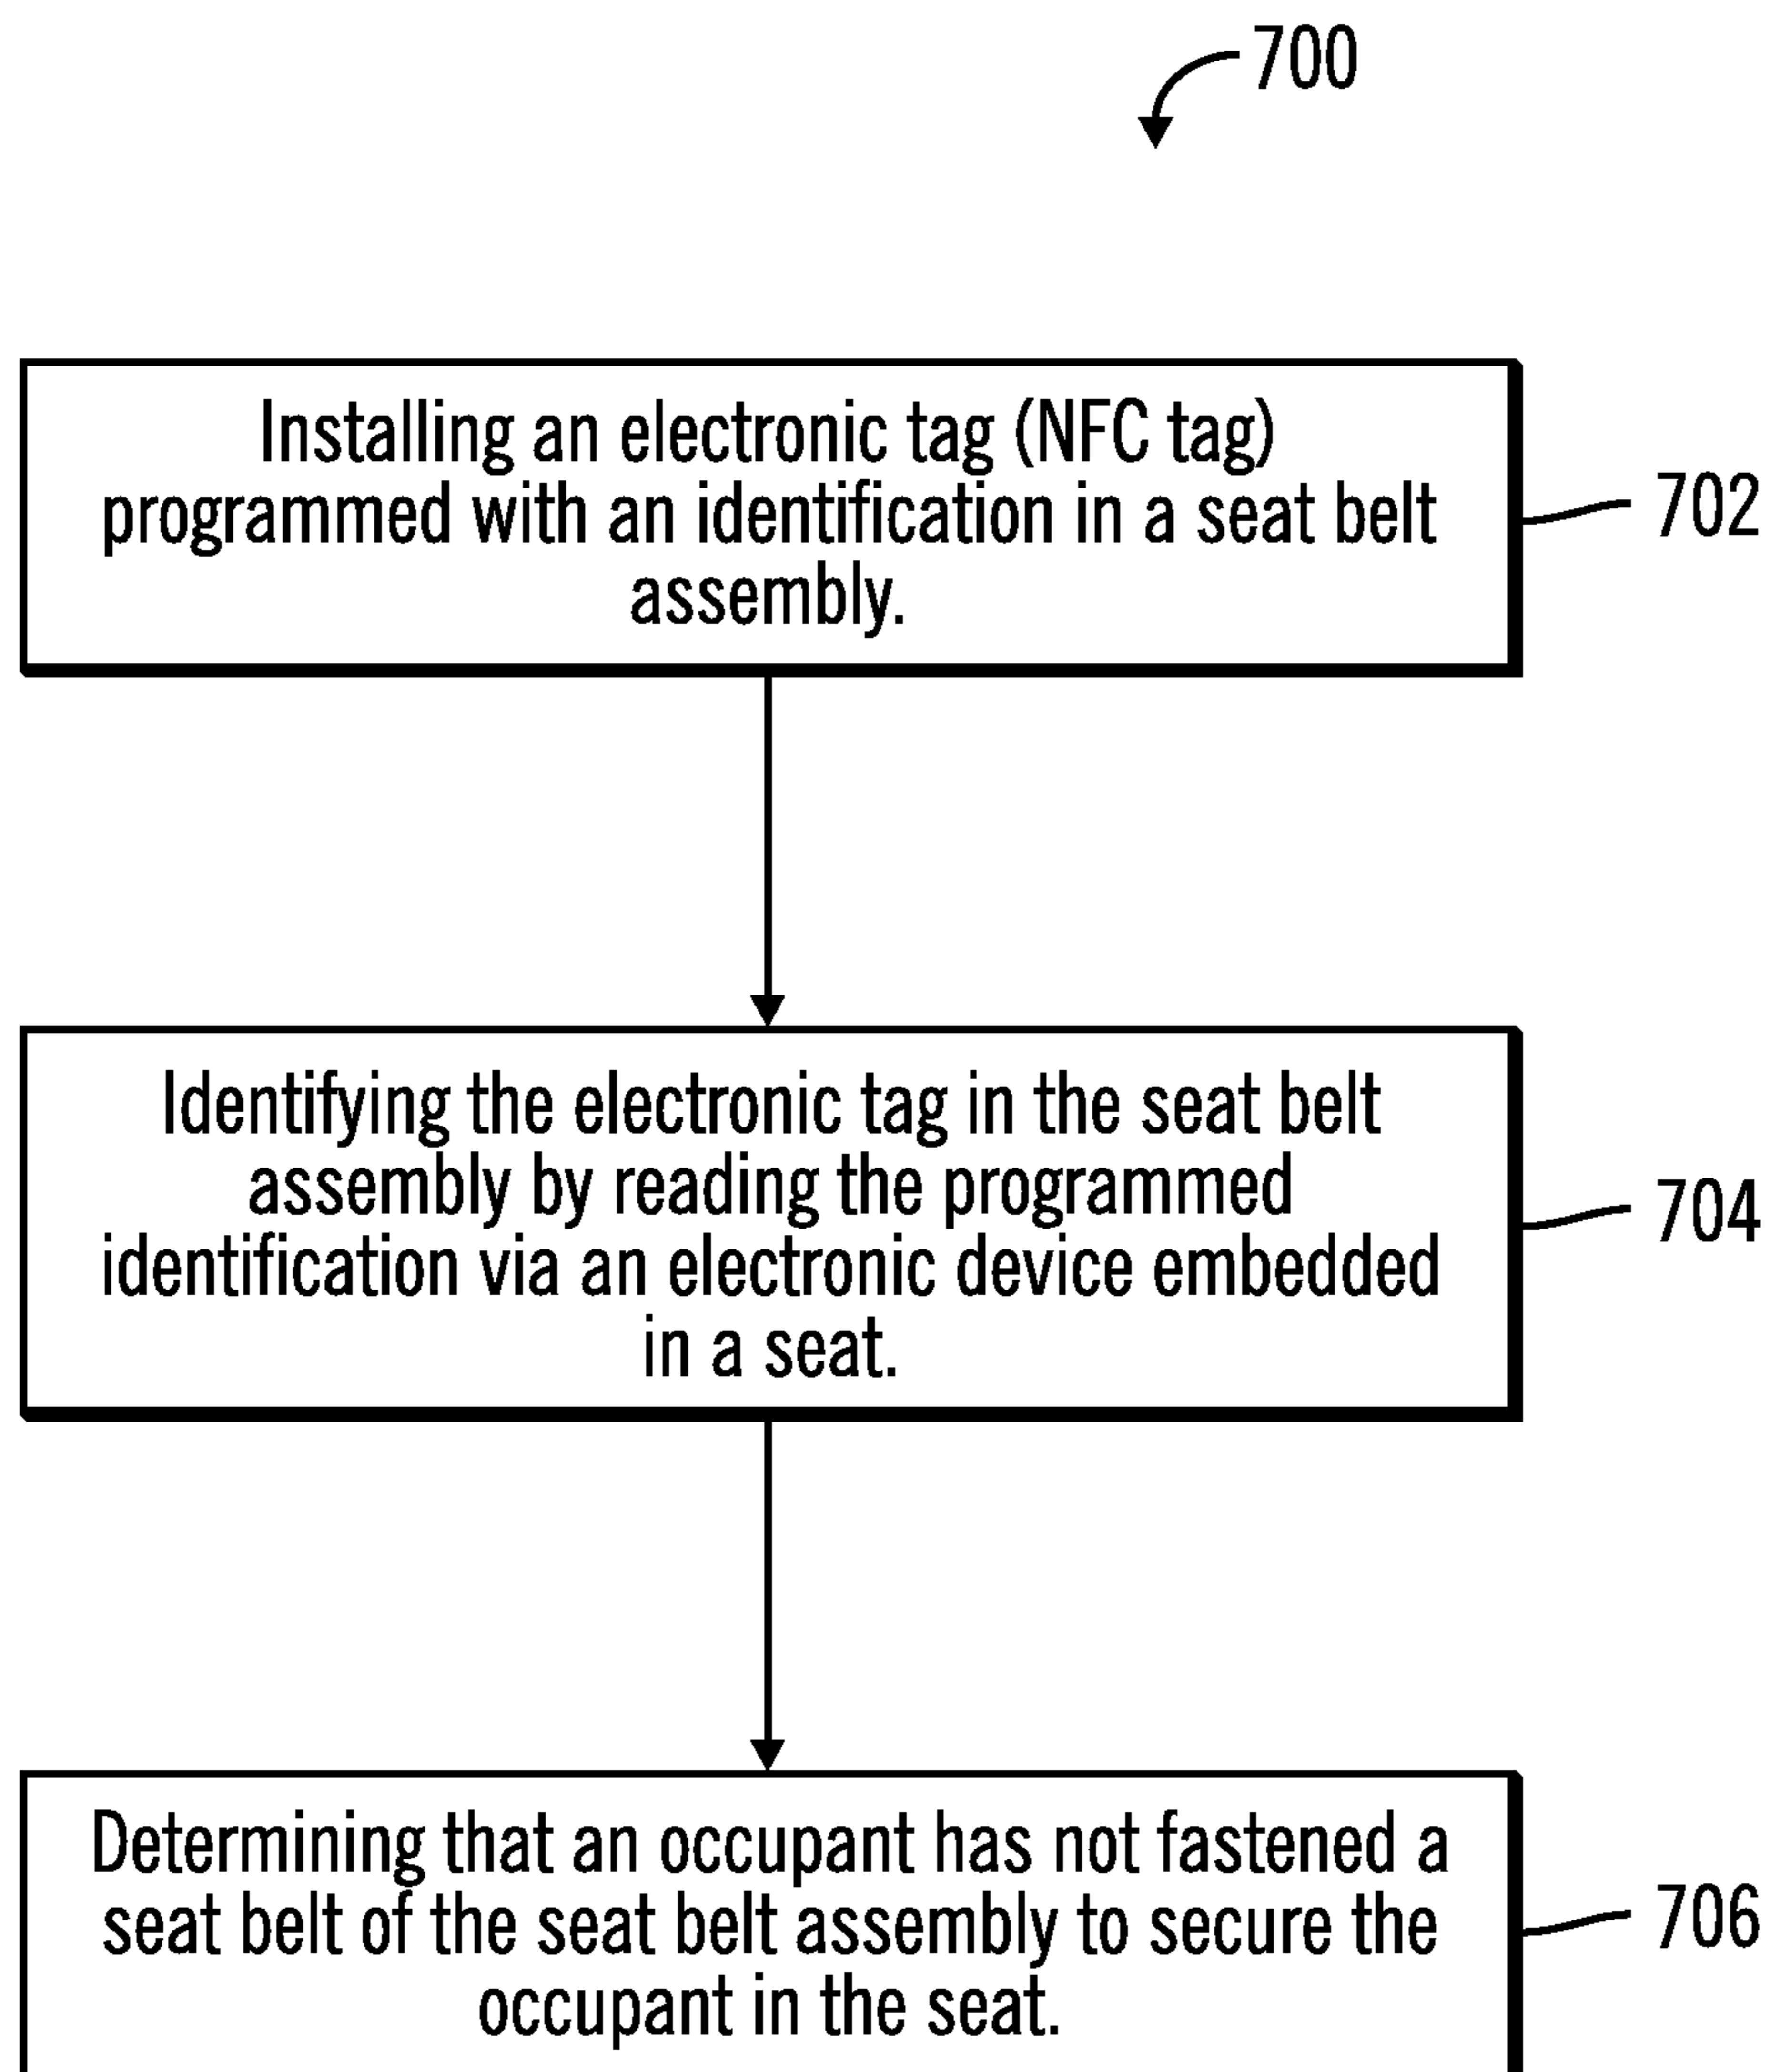 700
Installing an electronic tag (NFC tag)
programmed with an identification in a seat belt
assembly.
702
Identifying the electronic tag in the seat belt
assembly by reading the programmed
identification via an electronic device embedded
in a seat.
704
Determining that an occupant has not fastened a
seat belt of the seat belt assembly to secure the
occupant in the seat.
706